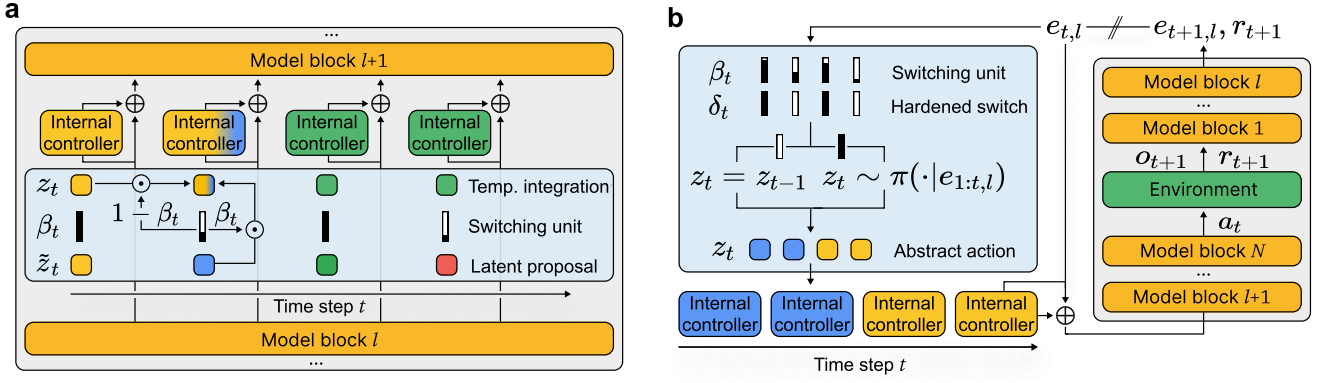 a
...
Model block l+1
Internal controller
Internal controller
Internal controller
Internal controller
z_t
Temp. integration
1 − β_t
β_t
β_t
Switching unit
z̃_t
Latent proposal
Time step t
Model block l
...
b
e_{t,l} // e_{t+1,l}, r_{t+1}
β_t
Switching unit
δ_t
Hardened switch
z_t = z_{t−1}
z_t ∼ π(·|e_{1:t,l})
z_t
Abstract action
Internal controller
Internal controller
Internal controller
Internal controller
Time step t
Model block l
...
Model block 1
o_{t+1}
r_{t+1}
Environment
a_t
Model block N
...
Model block l+1